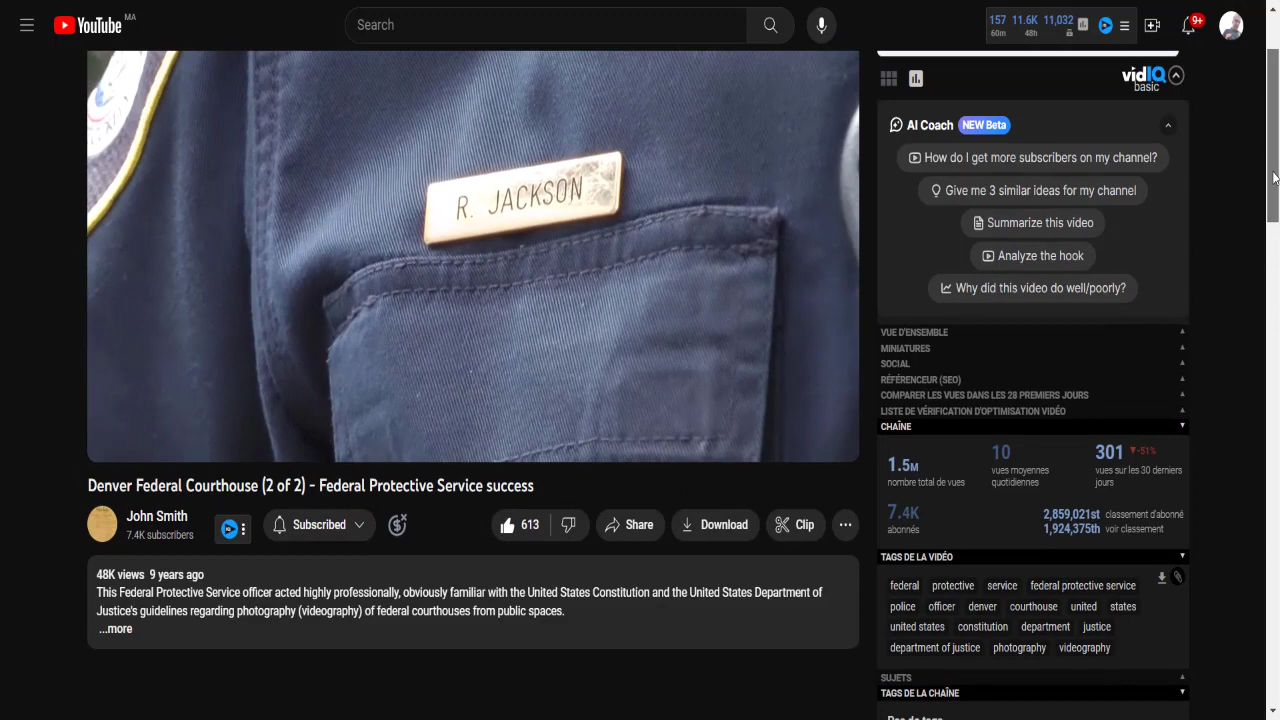 YouTube MA
Search
157 11.6K 11,032
60m 48h
9+
R. JACKSON
vidIQ
basic
AI Coach NEW Beta
How do I get more subscribers on my channel?
Give me 3 similar ideas for my channel
Summarize this video
Analyze the hook
Why did this video do well/poorly?
VUE D'ENSEMBLE
MINIATURES
SOCIAL
RÉFÉRENCEUR (SEO)
COMPARER LES VUES DANS LES 28 PREMIERS JOURS
LISTE DE VÉRIFICATION D'OPTIMISATION VIDÉO
CHAÎNE
1.5M
nombre total de vues
10
vues moyennes
quotidiennes
301 ▼-51%
vues sur les 30 derniers
jours
7.4K
abonnés
2,859,021st classement d'abonné
1,924,375th voir classement
TAGS DE LA VIDÉO
federal protective service federal protective service
police officer denver courthouse united states
united states constitution department justice
department of justice photography videography
SUJETS
TAGS DE LA CHAÎNE
Denver Federal Courthouse (2 of 2) - Federal Protective Service success
John Smith
7.4K subscribers
Subscribed
613
Share
Download
Clip
48K views 9 years ago
This Federal Protective Service officer acted highly professionally, obviously familiar with the United States Constitution and the United States Department of
Justice's guidelines regarding photography (videography) of federal courthouses from public spaces.
...more